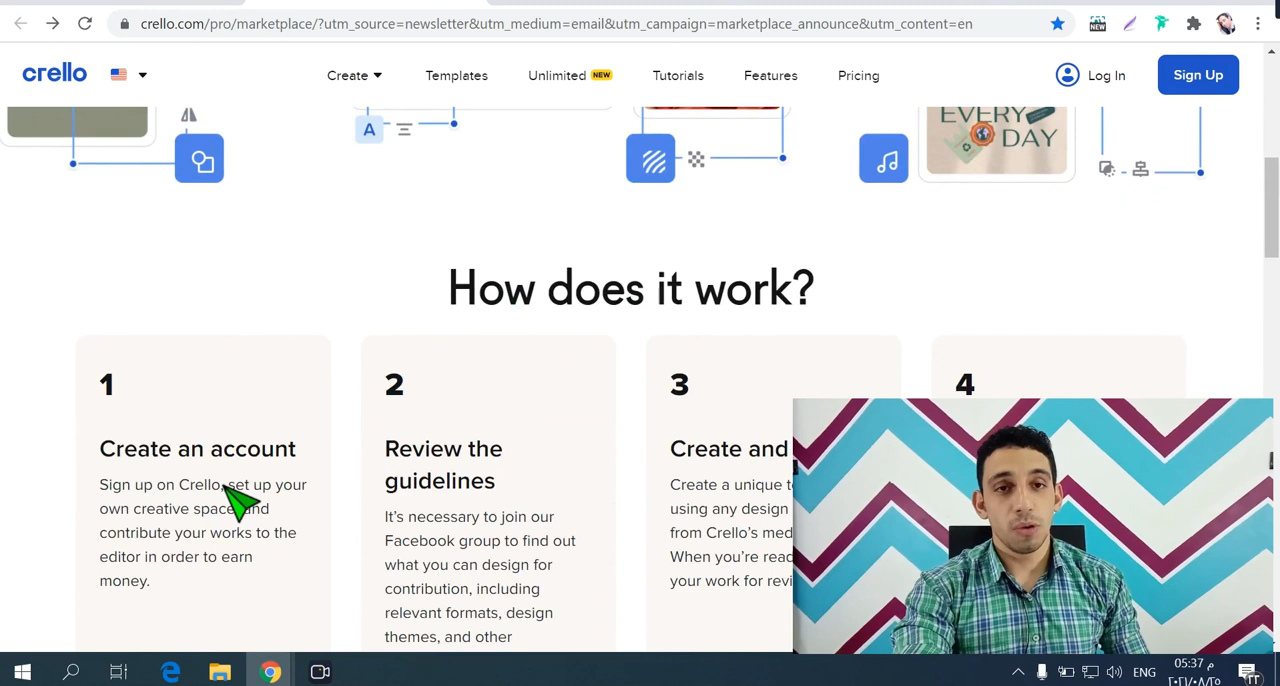 crello.com/pro/marketplace/?utm_source=newsletter&utm_medium=email&utm_campaign=marketplace_announce&utm_content=en
NEW
crello
Create
Templates
Unlimited NEW
Tutorials
Features
Pricing
Log In
Sign Up
A
EVERY
DAY
How does it work?
1
Create an account
Sign up on Crello, set up your
own creative space and
contribute your works to the
editor in order to earn
money.
2
Review the
guidelines
It’s necessary to join our
Facebook group to find out
what you can design for
contribution, including
relevant formats, design
themes, and other
3
Create and
Create a unique
using any design
from Crello’s
When you’re
your work for
4
ENG
05:37 م
٢٠٢١/٠٨/٢٥